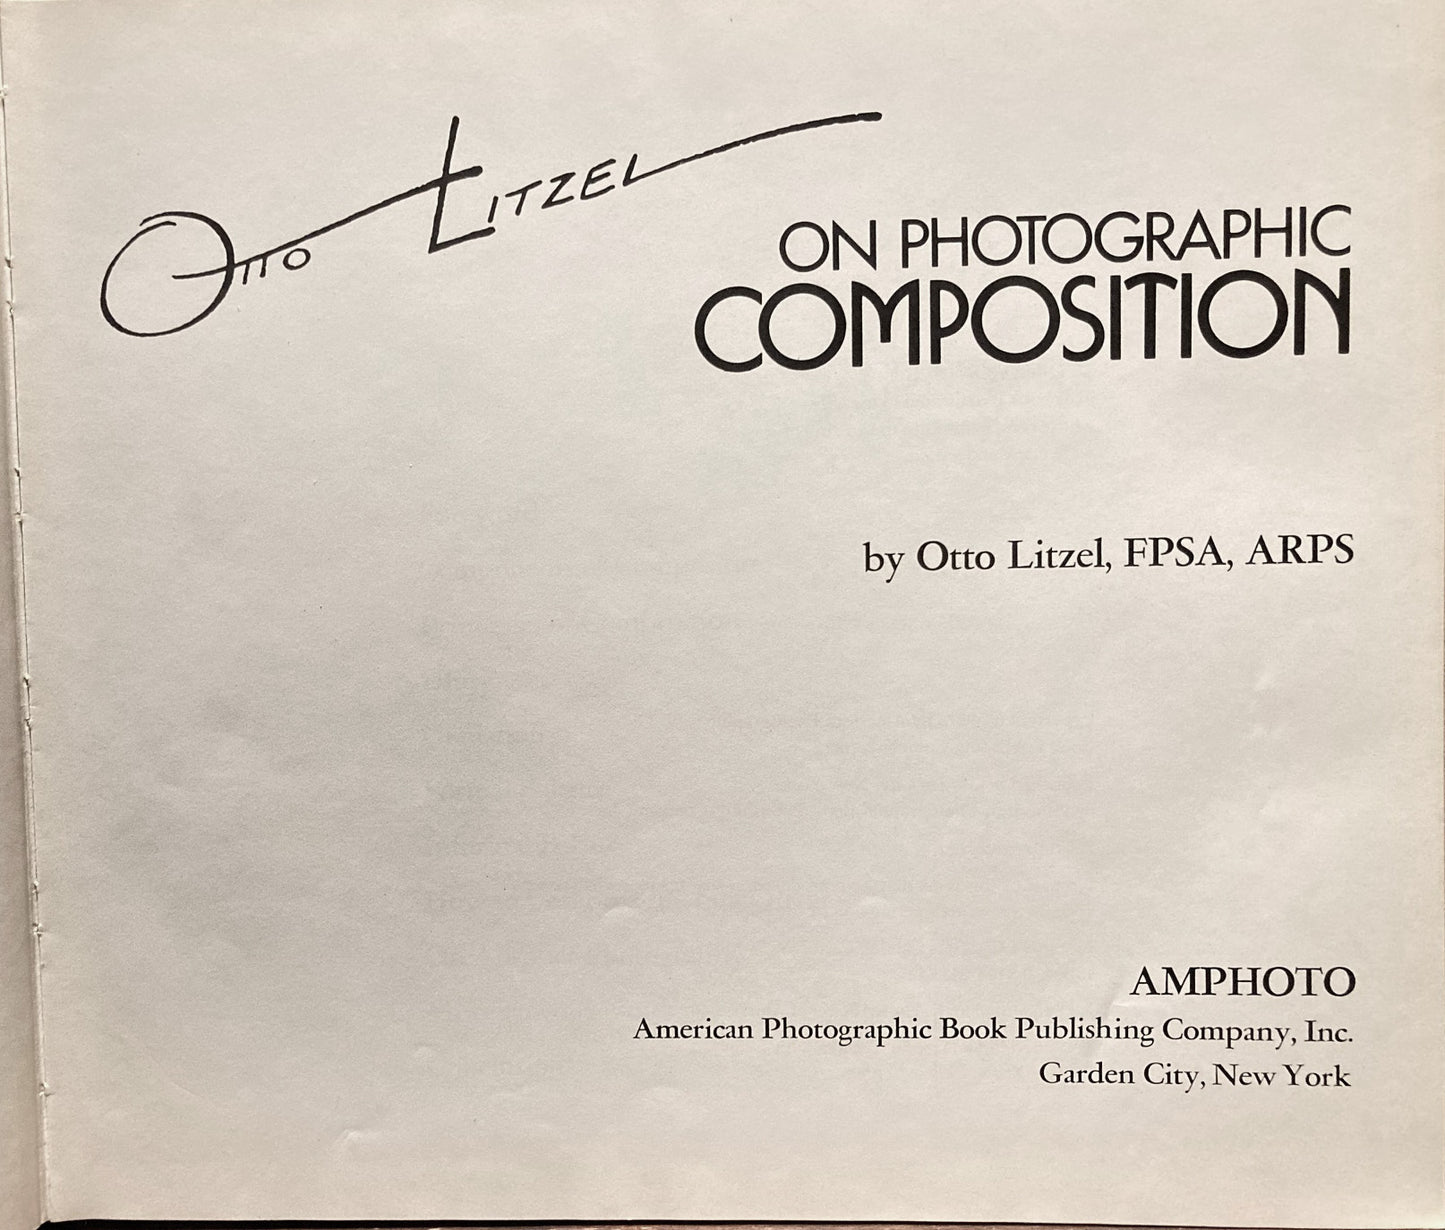 OTTO LITZEL
ON PHOTOGRAPHIC
COMPOSITION
by Otto Litzel, FPSA, ARPS
AMPHOTO
American Photographic Book Publishing Company, Inc.
Garden City, New York